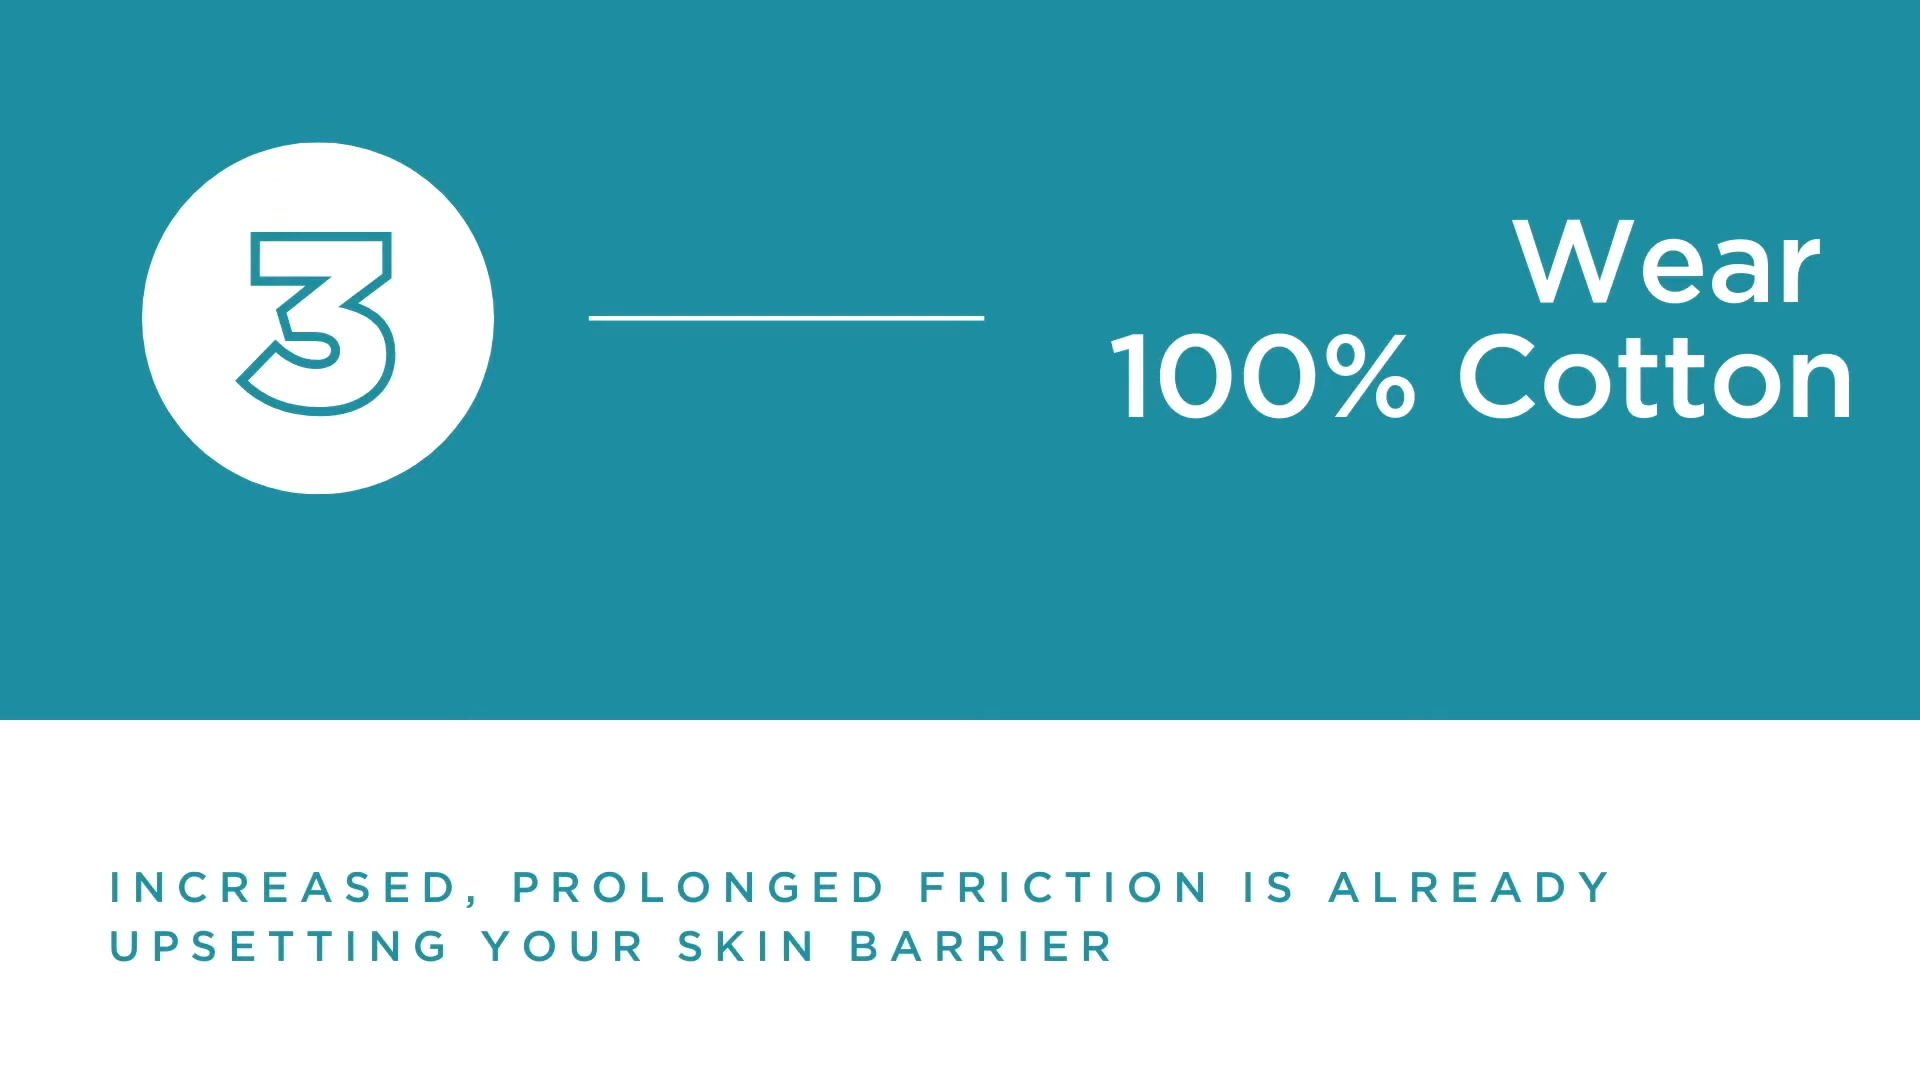 3
Wear
100% Cotton
INCREASED, PROLONGED FRICTION IS ALREADY
UPSETTING YOUR SKIN BARRIER